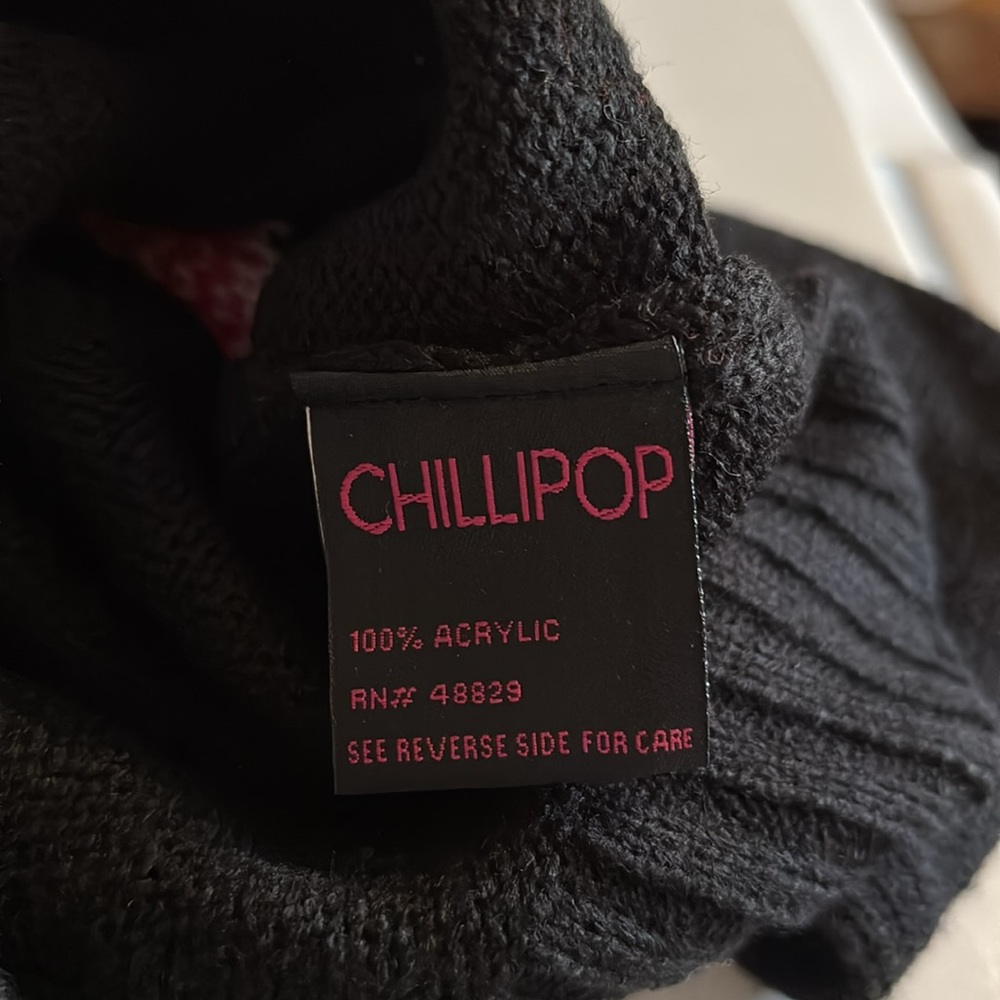 CHILLIPOP
100% ACRYLIC
RN# 48829
SEE REVERSE SIDE FOR CARE